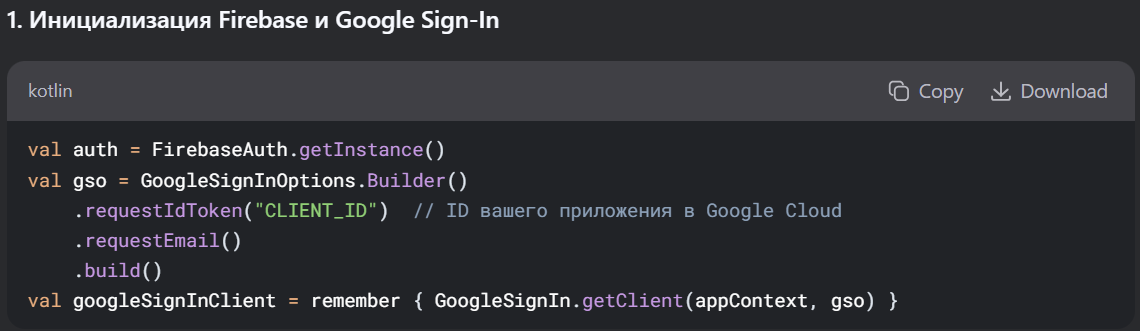 1. Инициализация Firebase и Google Sign-In
kotlin
Copy
Download
val auth = FirebaseAuth.getInstance()
val gso = GoogleSignInOptions.Builder()
    .requestIdToken("CLIENT_ID")  // ID вашего приложения в Google Cloud
    .requestEmail()
    .build()
val googleSignInClient = remember { GoogleSignIn.getClient(appContext, gso) }